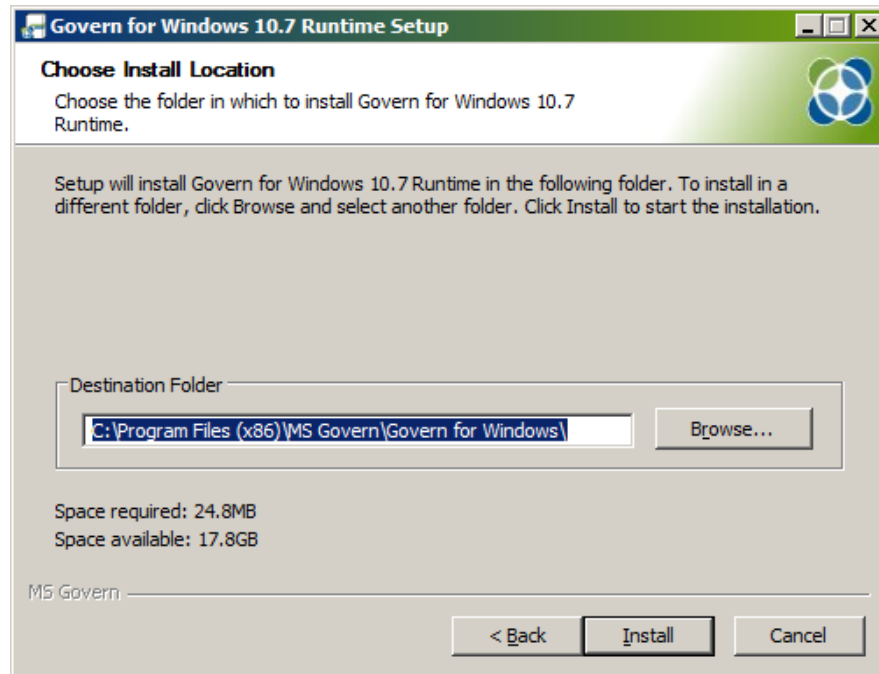 Govern for Windows 10.7 Runtime Setup
Choose Install Location
Choose the folder in which to install Govern for Windows 10.7
Runtime.
Setup will install Govern for Windows 10.7 Runtime in the following folder. To install in a
different folder, click Browse and select another folder. Click Install to start the installation.
Destination Folder
C:\Program Files (x86)\MS Govern\Govern for Windows\
Browse...
Space required: 24.8MB
Space available: 17.8GB
MS Govern
< Back
Install
Cancel